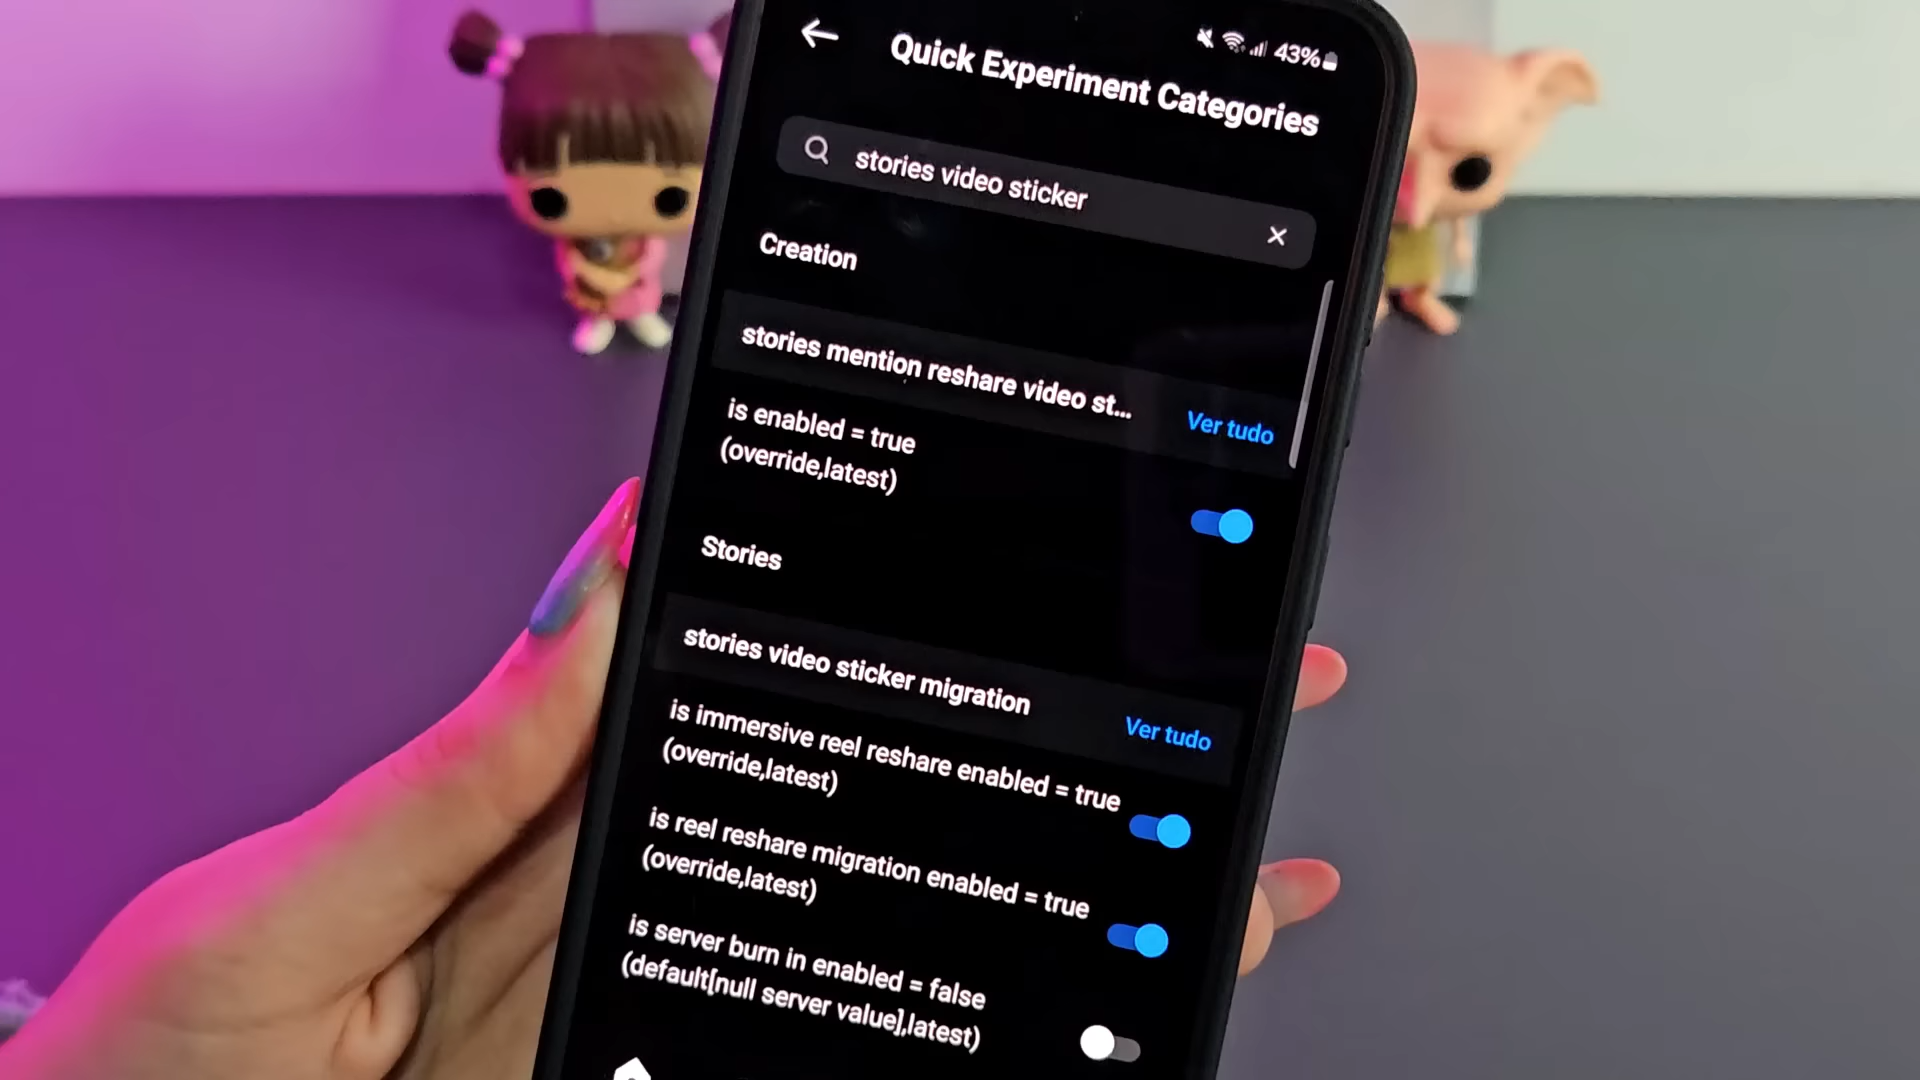 43%
Quick Experiment Categories
stories video sticker
Creation
stories mention reshare video st...
Ver tudo
is enabled = true
(override,latest)
Stories
stories video sticker migration
Ver tudo
is immersive reel reshare enabled = true
(override,latest)
is reel reshare migration enabled = true
(override,latest)
is server burn in enabled = false
(default[null server value],latest)